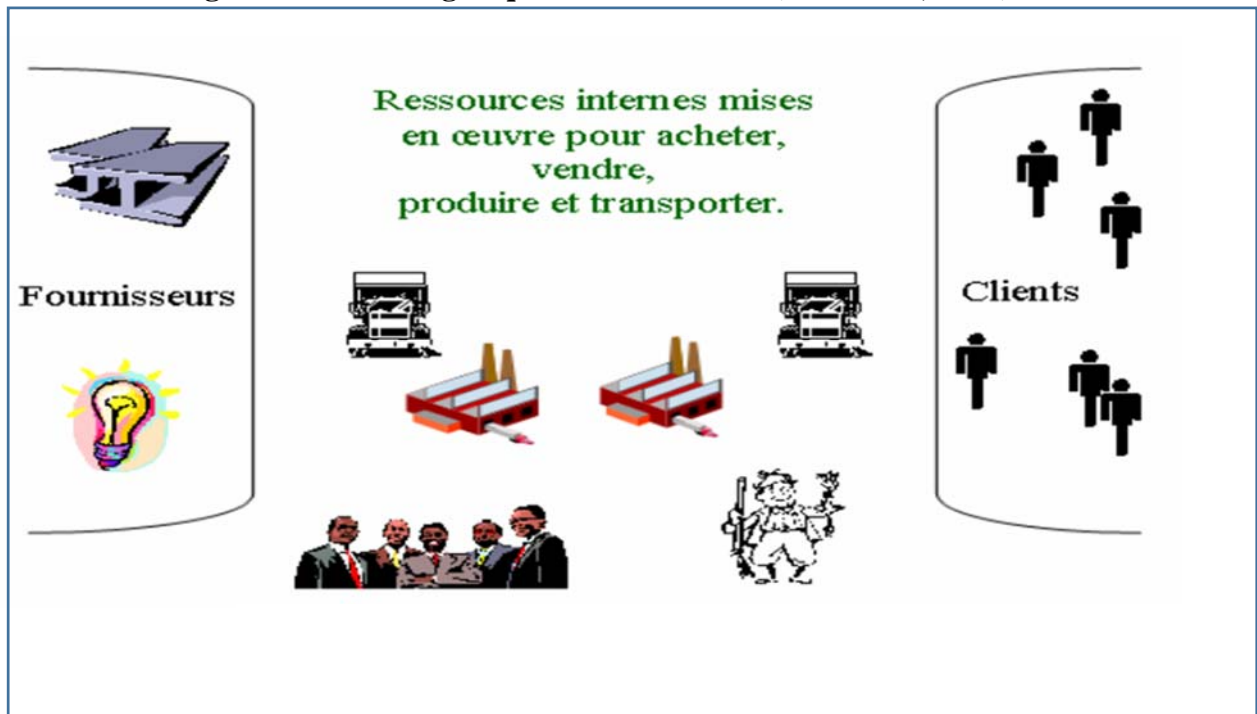 Ressources internes mises
en œuvre pour acheter,
vendre,
produire et transporter.
Fournisseurs
Clients